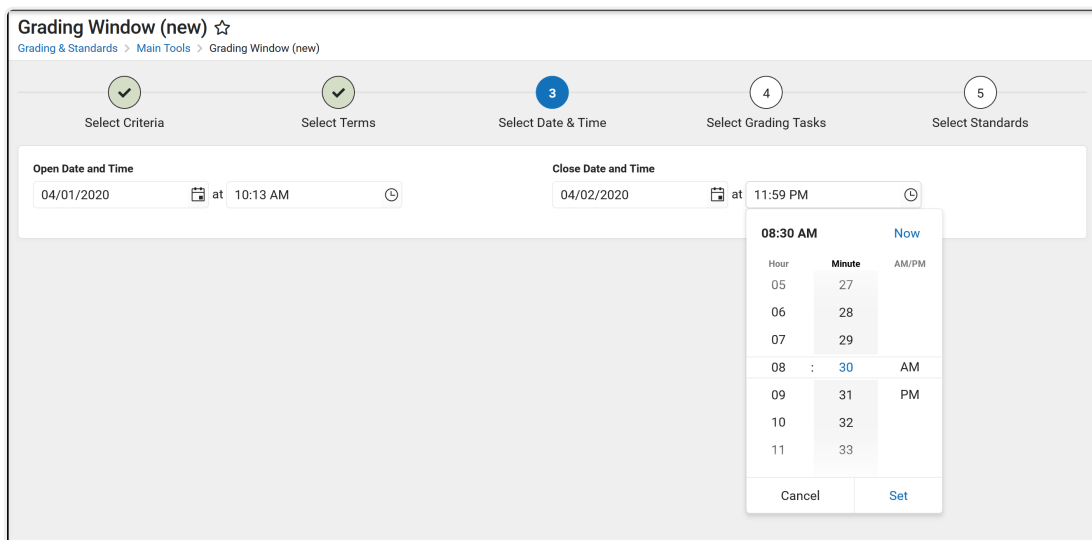 Grading Window (new)
Grading & Standards > Main Tools > Grading Window (new)
3 4 5
Select Criteria Select Terms Select Date & Time Select Grading Tasks Select Standards
Open Date and Time Close Date and Time
04/01/2020 at 10:13 AM 04/02/2020 at 11:59 PM
08:30 AM Now
Hour Minute AM/PM
05 27
06 28
07 29
08 : 30 AM
09 31 PM
10 32
11 33
Cancel Set